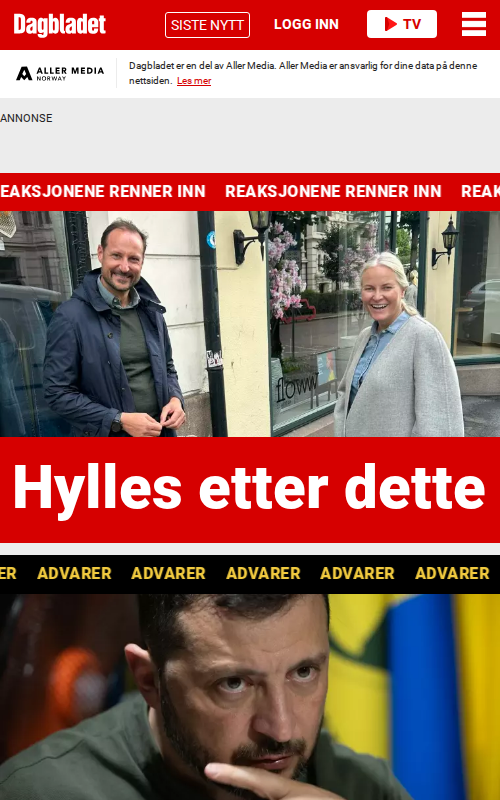 Dagbladet
SISTE NYTT
LOGG INN
TV
ALLER MEDIA
NORWAY
Dagbladet er en del av Aller Media. Aller Media er ansvarlig for dine data på denne
nettsiden. Les mer
ANNONSE
EAKSJONENE RENNER INN REAKSJONENE RENNER INN REAK
floww
Hylles etter dette
ER ADVARER ADVARER ADVARER ADVARER ADVARER